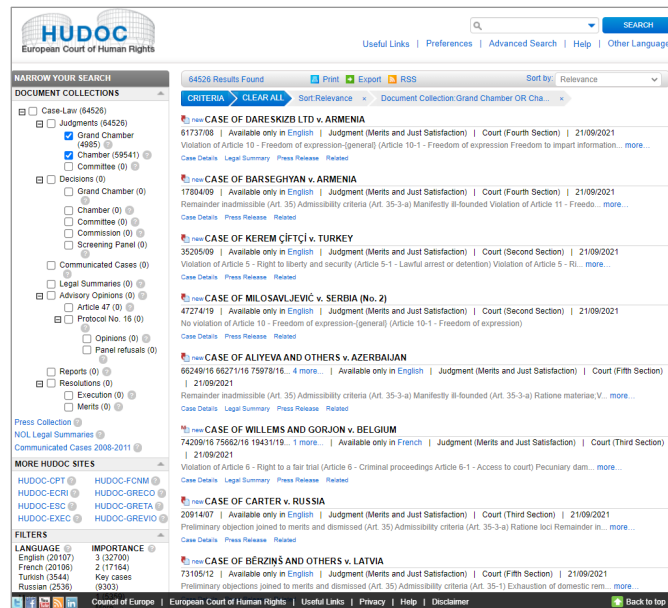 HUDOC
European Court of Human Rights
SEARCH
Useful Links | Preferences | Advanced Search | Help | Other Language
NARROW YOUR SEARCH
DOCUMENT COLLECTIONS
Case-Law (64526)
Judgments (64526)
Grand Chamber
(4985)
Chamber (59541)
Committee (0)
Decisions (0)
Grand Chamber (0)
Chamber (0)
Committee (0)
Commission (0)
Screening Panel (0)
Communicated Cases (0)
Legal Summaries (0)
Advisory Opinions (0)
Article 47 (0)
Protocol No. 16 (0)
Opinions (0)
Panel refusals (0)
Reports (0)
Resolutions (0)
Execution (0)
Merits (0)
Press Collection
NOL Legal Summaries
Communicated Cases 2008-2011
MORE HUDOC SITES
HUDOC-CPT HUDOC-FCNM
HUDOC-ECRI HUDOC-GRECO
HUDOC-ESC HUDOC-GRETA
HUDOC-EXEC HUDOC-GREVIO
FILTERS
LANGUAGE IMPORTANCE
English (20107) 3 (32700)
French (20106) 2 (17164)
Turkish (3544) Key cases
Russian (2536) (9303)
64526 Results Found Print Export RSS Sort by: Relevance
CRITERIA CLEAR ALL Sort:Relevance × Document Collection:Grand Chamber OR Cha... ×
new CASE OF DARESKIZB LTD v. ARMENIA
61737/08 | Available only in English | Judgment (Merits and Just Satisfaction) | Court (Fourth Section) | 21/09/2021
Violation of Article 10 - Freedom of expression-{general} (Article 10-1 - Freedom of expression Freedom to impart information... more...
Case Details Legal Summary Press Release Related
new CASE OF BARSEGHYAN v. ARMENIA
17804/09 | Available only in English | Judgment (Merits and Just Satisfaction) | Court (Fourth Section) | 21/09/2021
Remainder inadmissible (Art. 35) Admissibility criteria (Art. 35-3-a) Manifestly ill-founded Violation of Article 11 - Freedo... more...
Case Details Press Release Related
new CASE OF KEREM ÇİFTÇİ v. TURKEY
35205/09 | Available only in English | Judgment (Merits and Just Satisfaction) | Court (Second Section) | 21/09/2021
Violation of Article 5 - Right to liberty and security (Article 5-1 - Lawful arrest or detention) Violation of Article 5 - Ri... more...
Case Details Press Release Related
new CASE OF MILOSAVLJEVIĆ v. SERBIA (No. 2)
47274/19 | Available only in English | Judgment (Merits and Just Satisfaction) | Court (Second Section) | 21/09/2021
No violation of Article 10 - Freedom of expression-{general} (Article 10-1 - Freedom of expression)
Case Details Press Release Related
new CASE OF ALIYEVA AND OTHERS v. AZERBAIJAN
66249/16 66271/16 75978/16... 4 more... | Available only in English | Judgment (Merits and Just Satisfaction) | Court (Fifth Section)
| 21/09/2021
Remainder inadmissible (Art. 35) Admissibility criteria (Art. 35-3-a) Manifestly ill-founded (Art. 35-3-a) Ratione materiae;V... more...
Case Details Legal Summary Press Release Related
new CASE OF WILLEMS AND GORJON v. BELGIUM
74209/16 75662/16 19431/19... 1 more... | Available only in French | Judgment (Merits and Just Satisfaction) | Court (Third Section)
| 21/09/2021
Violation of Article 6 - Right to a fair trial (Article 6 - Criminal proceedings Article 6-1 - Access to court) Pecuniary dam... more...
Case Details Legal Summary Press Release Related
new CASE OF CARTER v. RUSSIA
20914/07 | Available only in English | Judgment (Merits and Just Satisfaction) | Court (Third Section) | 21/09/2021
Preliminary objection joined to merits and dismissed (Art. 35) Admissibility criteria (Art. 35-3-a) Ratione loci Remainder in... more...
Case Details Legal Summary Press Release Related
new CASE OF BĒRZIŅŠ AND OTHERS v. LATVIA
73105/12 | Available only in English | Judgment (Merits and Just Satisfaction) | Court (Fifth Section) | 21/09/2021
Preliminary objections joined to merits and dismissed (Art. 35) Admissibility criteria (Art. 35-1) Exhaustion of domestic rem... more...
Council of Europe | European Court of Human Rights | Useful Links | Privacy | Help | Disclaimer Back to top